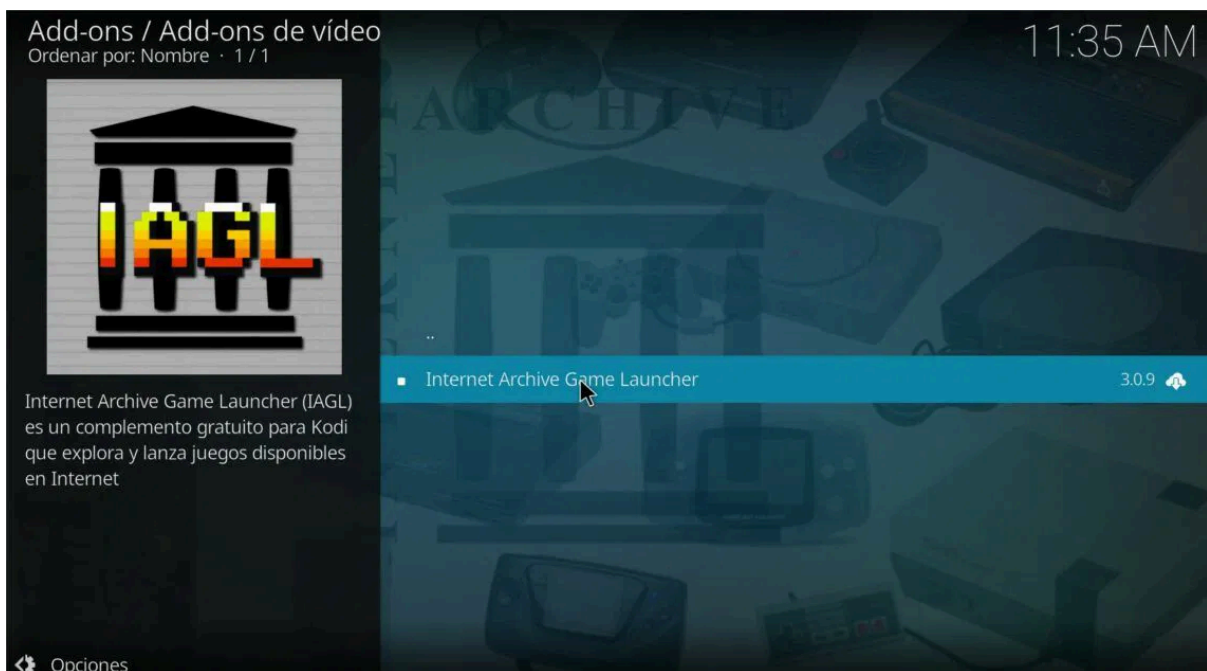 Add-ons / Add-ons de vídeo
Ordenar por: Nombre · 1 / 1
11:35 AM
ARCHIVE
IAGL
Internet Archive Game Launcher (IAGL)
es un complemento gratuito para Kodi
que explora y lanza juegos disponibles
en Internet
..
Internet Archive Game Launcher
3.0.9
Opciones